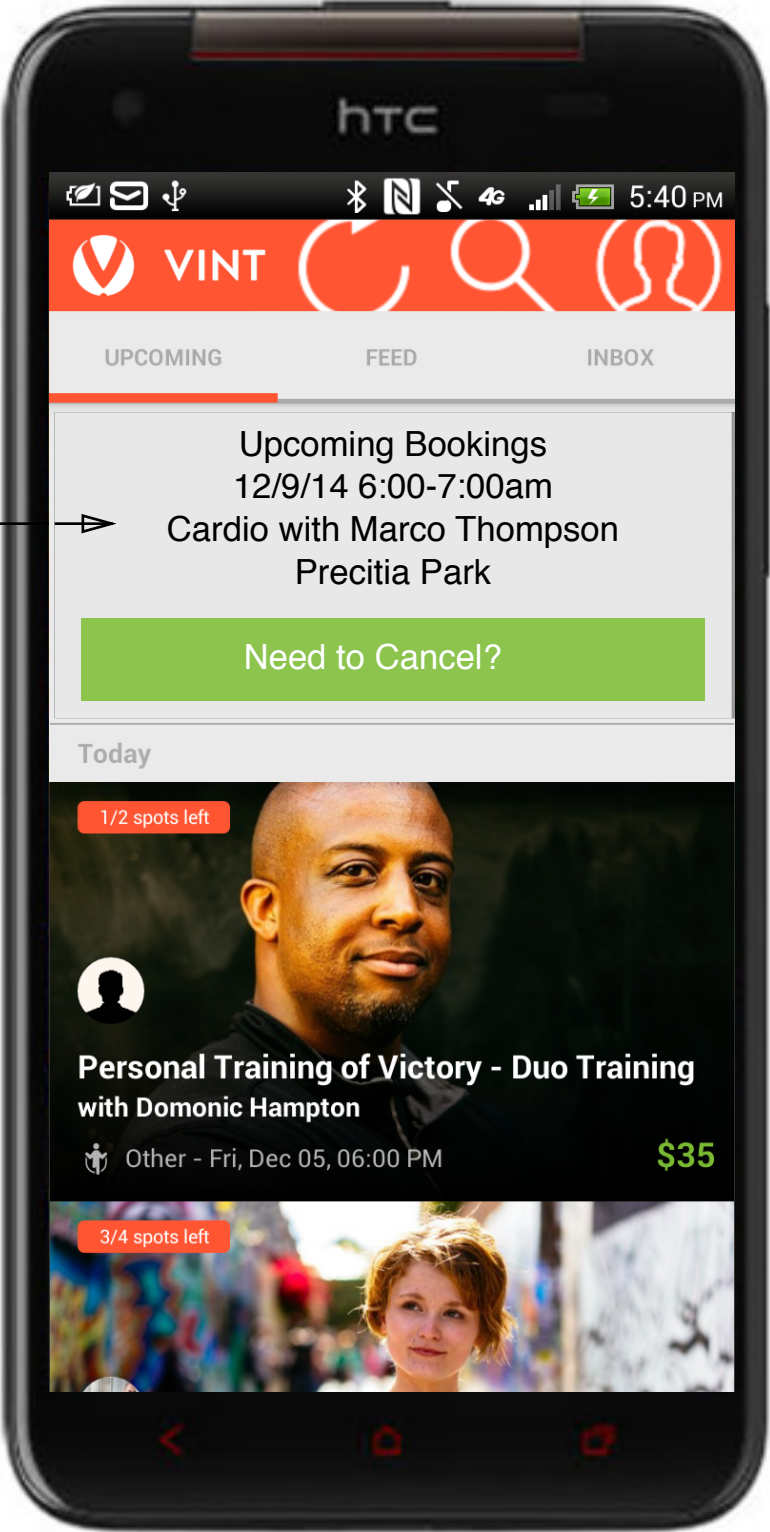 hTC
4G 5:40 PM
VINT
UPCOMING FEED INBOX
Upcoming Bookings
12/9/14 6:00-7:00am
Cardio with Marco Thompson
Precitia Park
Need to Cancel?
Today
1/2 spots left
Personal Training of Victory - Duo Training
with Domonic Hampton
Other - Fri, Dec 05, 06:00 PM $35
3/4 spots left